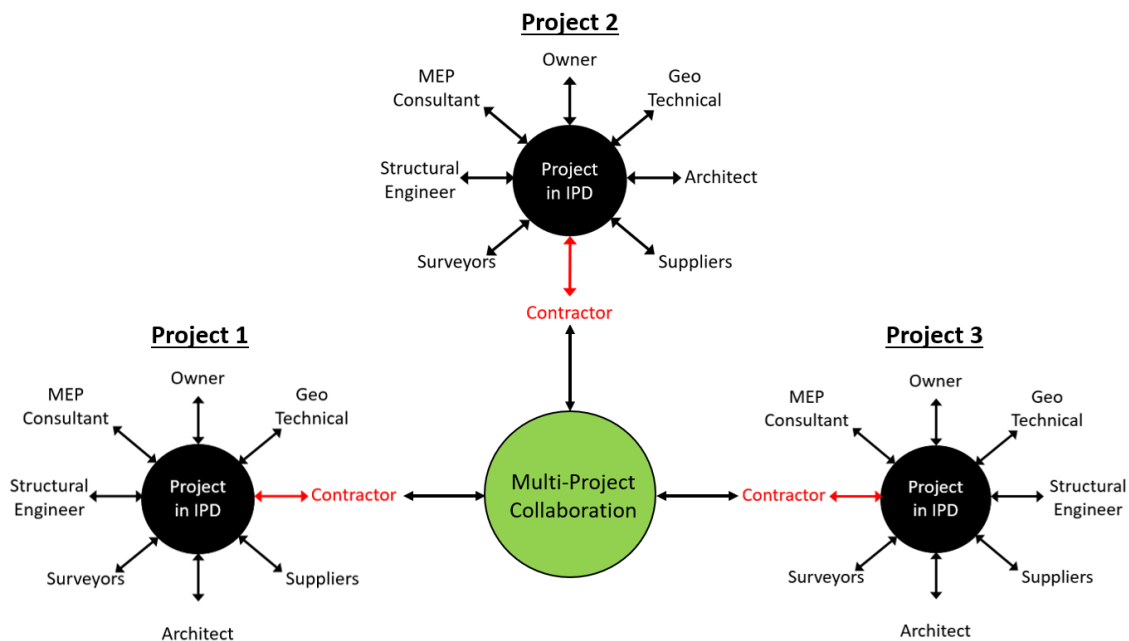 Project 2
Owner
MEP
Consultant
Geo
Technical
Structural
Engineer
Project
in IPD
Architect
Surveyors
Suppliers
Contractor
Project 1
Owner
MEP
Consultant
Geo
Technical
Structural
Engineer
Project
in IPD
Contractor
Surveyors
Suppliers
Architect
Multi-Project
Collaboration
Project 3
Owner
MEP
Consultant
Geo
Technical
Contractor
Project
in IPD
Structural
Engineer
Surveyors
Suppliers
Architect